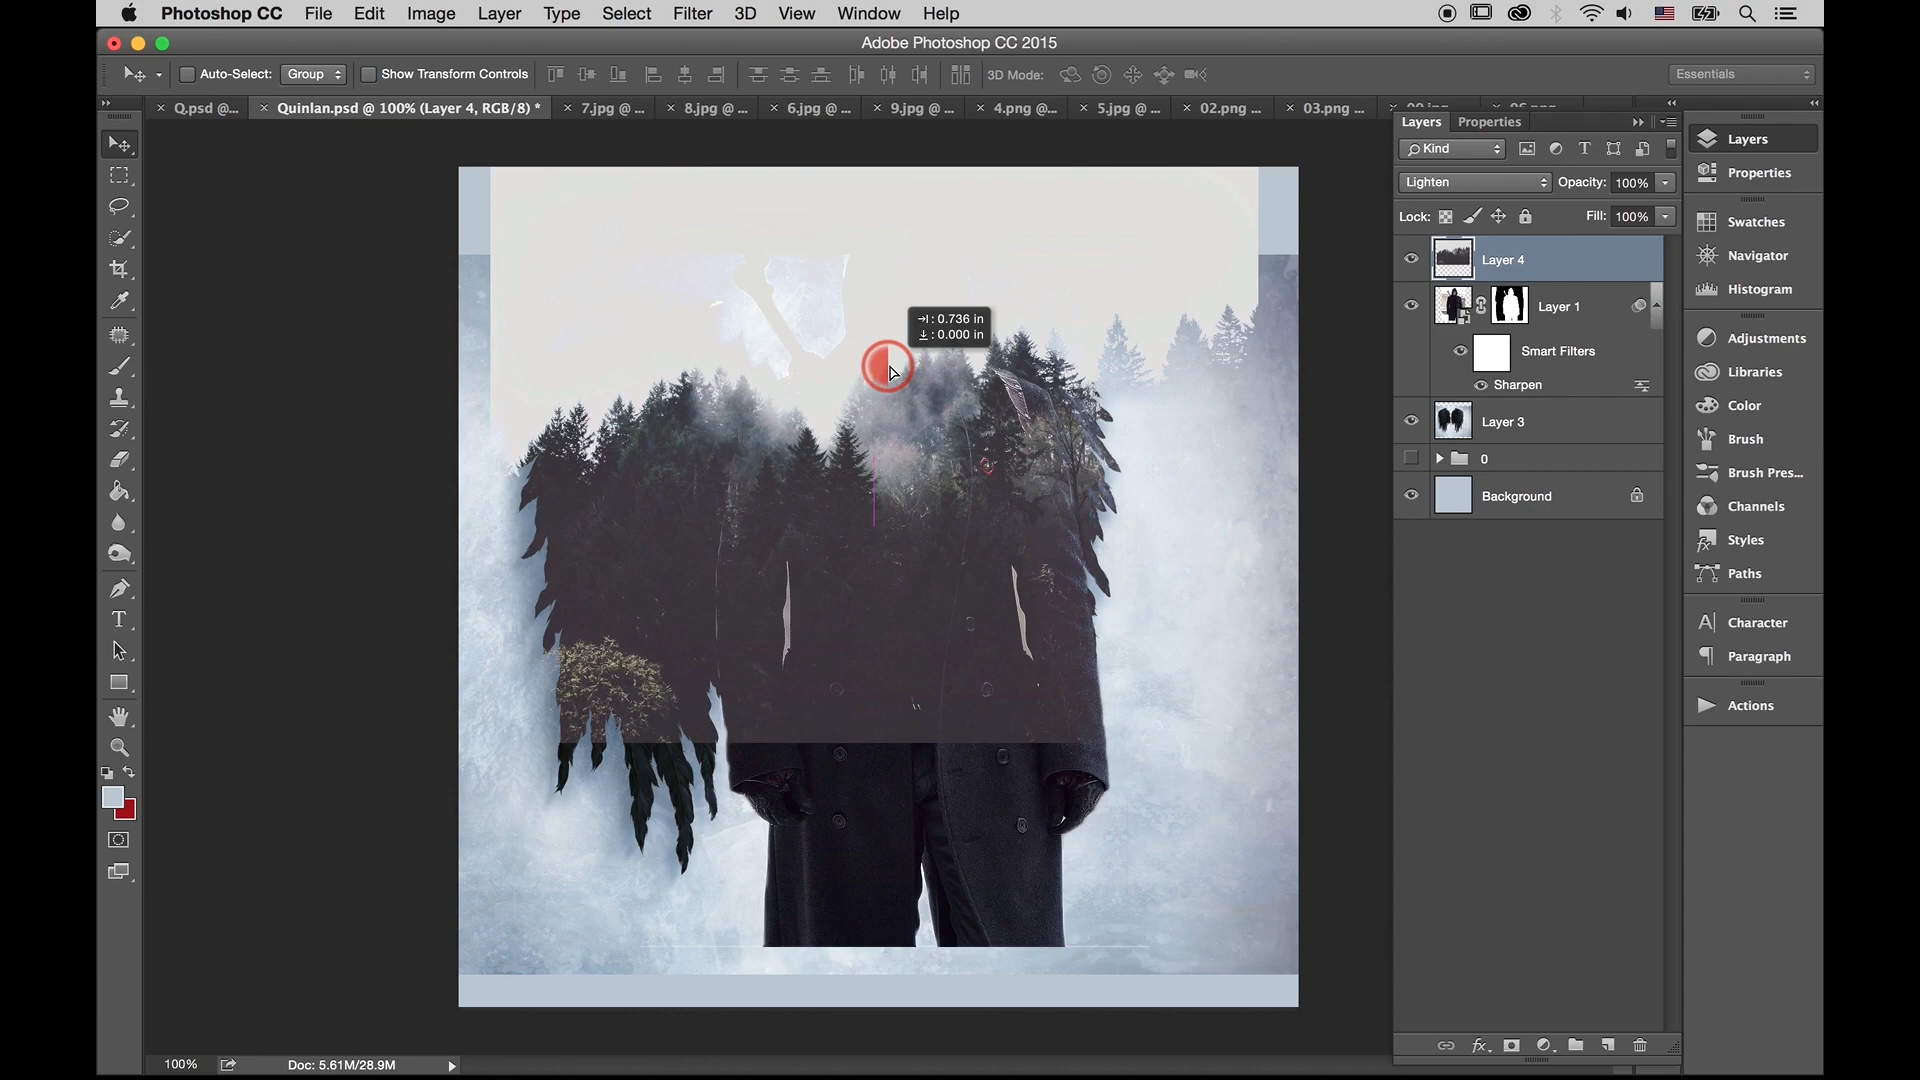 Photoshop CC File Edit Image Layer Type Select Filter 3D View Window Help
Adobe Photoshop CC 2015
Auto-Select: Group Show Transform Controls 3D Mode: Essentials
Q.psd @... Quinlan.psd @ 100% (Layer 4, RGB/8) * 7.jpg @ ... 8.jpg @ ... 6.jpg @ ... 9.jpg @ ... 4.png @... 5.jpg @ ... 02.png ... 03.png ...
Layers Properties
Kind
Lighten Opacity: 100%
Lock: Fill: 100%
Layer 4
Layer 1
Smart Filters
Sharpen
Layer 3
0
Background
Layers
Properties
Swatches
Navigator
Histogram
Adjustments
Libraries
Color
Brush
Brush Pres...
Channels
Styles
Paths
Character
Paragraph
Actions
: 0.736 in
: 0.000 in
100% Doc: 5.61M/28.9M